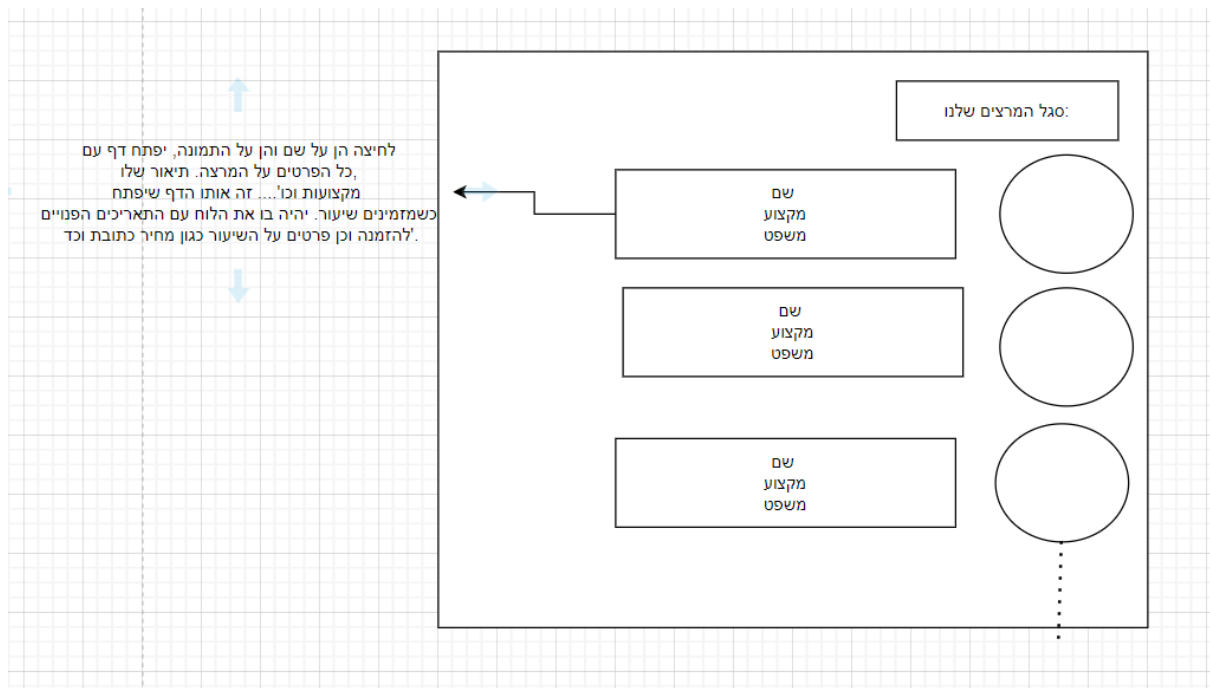 סגל המרצים שלנו:
שם
מקצוע
משפט
שם
מקצוע
משפט
שם
מקצוע
משפט
לחיצה הן על שם והן על התמונה, יפתח דף עם
כל הפרטים על המרצה. תיאור שלו,
מקצועות וכו'.... זה אותו הדף שיפתח
כשמזמינים שיעור. יהיה בו את הלוח עם התאריכים הפנויים
להזמנה וכן פרטים על השיעור כגון מחיר כתובת וכד'.